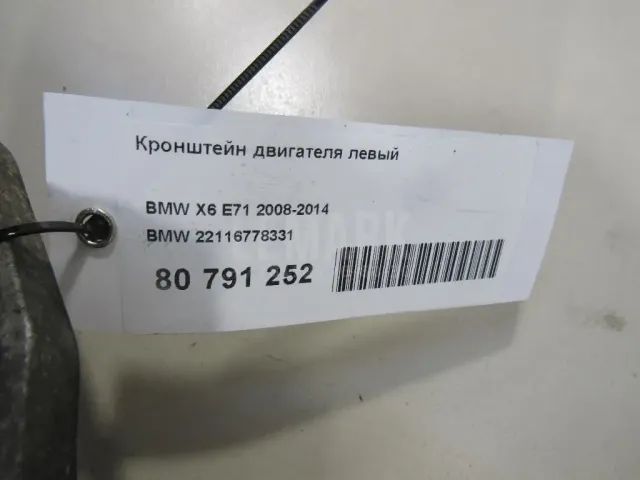 Кронштейн двигателя левый
BMW X6 E71 2008-2014
BMW 22116778331
80 791 252